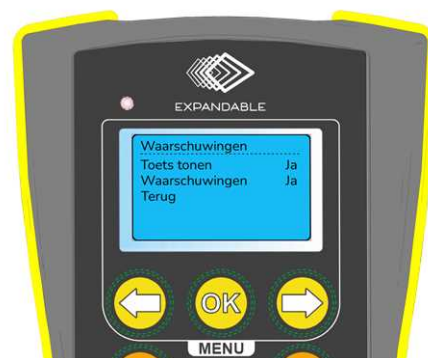 EXPANDABLE
Waarschuwingen
Toets tonen Ja
Waarschuwingen Ja
Terug
OK
MENU